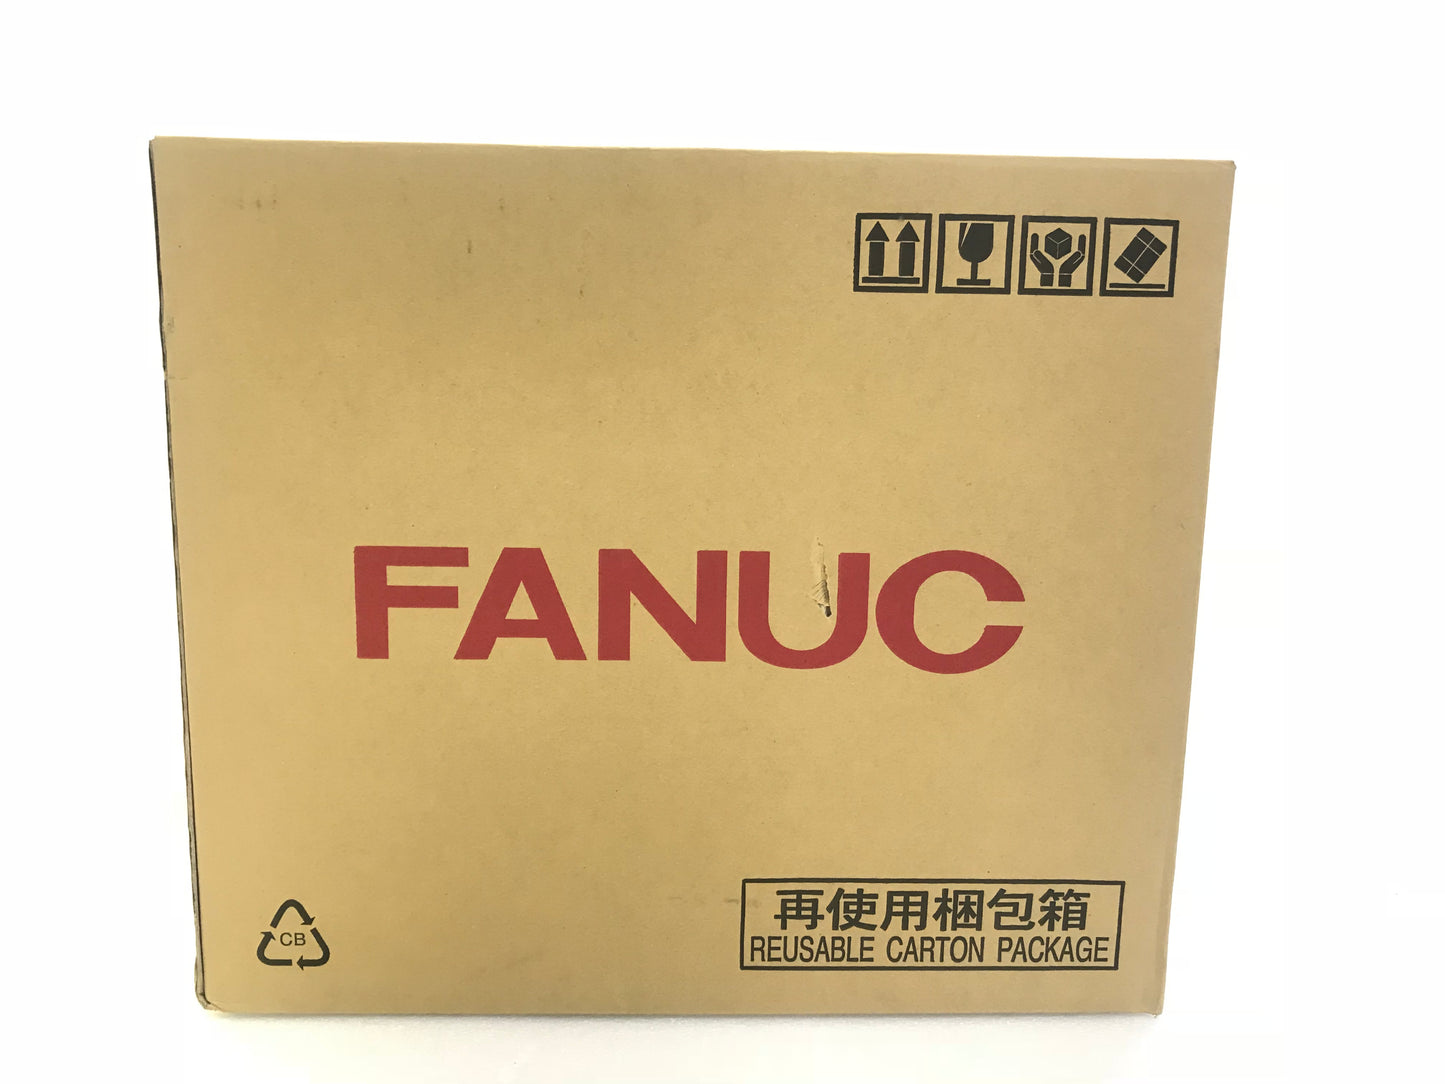 FANUC
CB
再使用梱包箱
REUSABLE CARTON PACKAGE